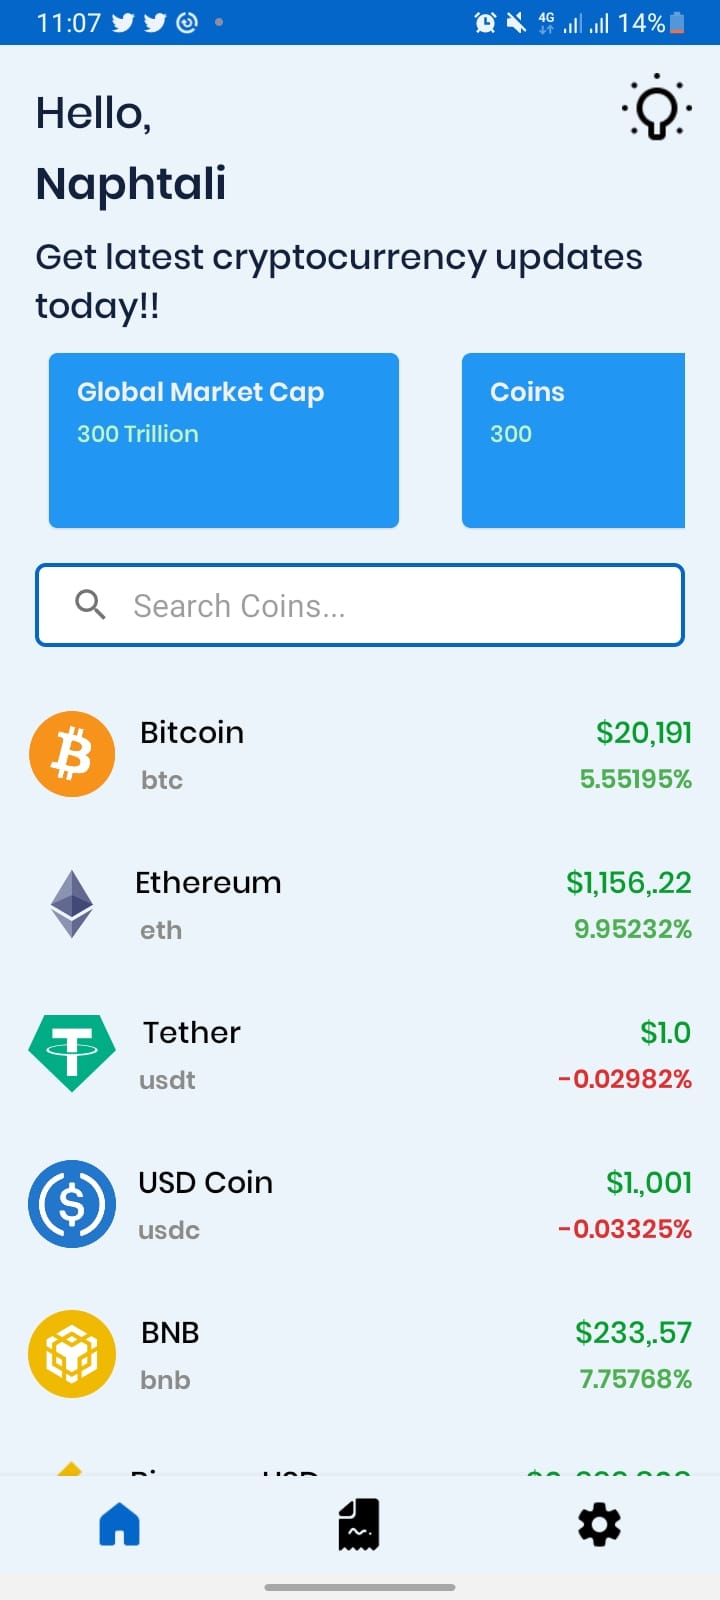 11:07 4G 14%
Hello,
Naphtali
Get latest cryptocurrency updates
today!!
Global Market Cap
300 Trillion
Coins
300
Search Coins...
Bitcoin $20,191
btc 5.55195%
Ethereum $1,156,.22
eth 9.95232%
Tether $1.0
usdt -0.02982%
USD Coin $1.,001
usdc -0.03325%
BNB $233,.57
bnb 7.75768%